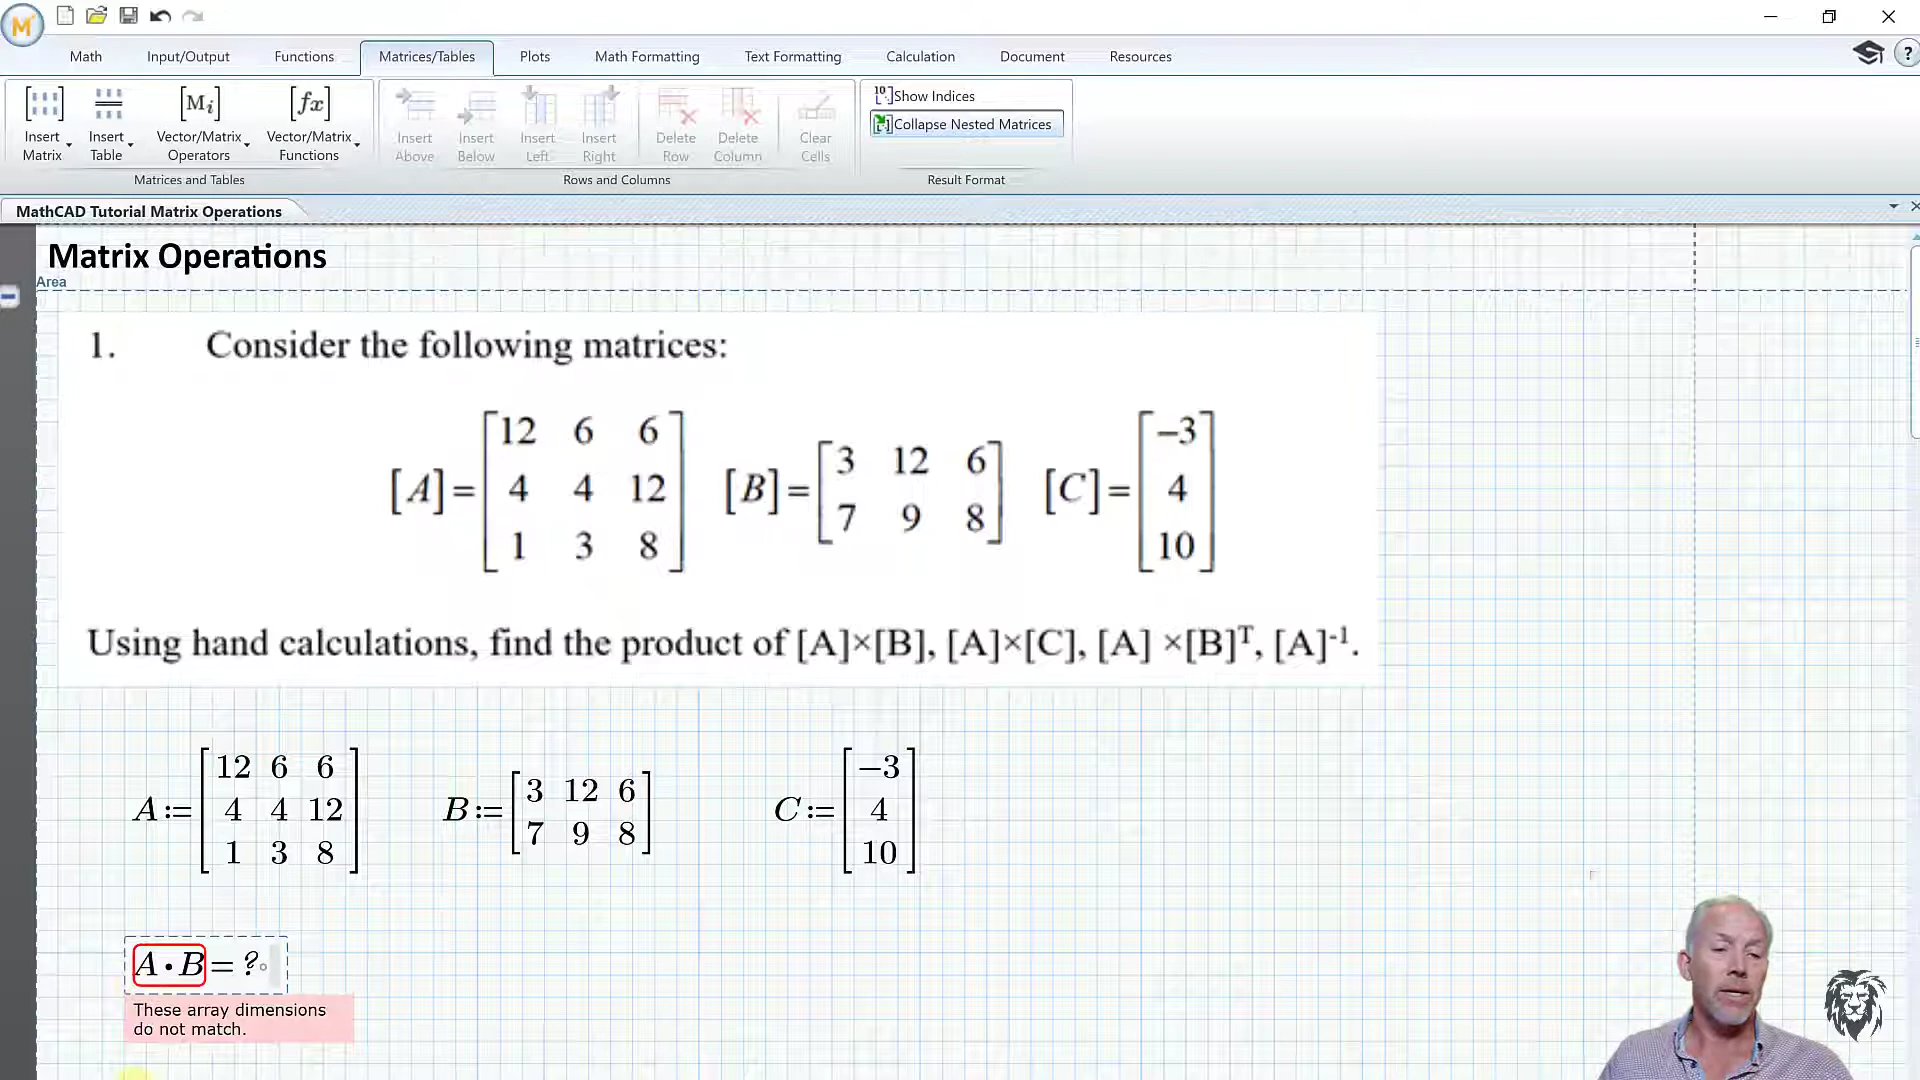 M
Math Input/Output Functions Matrices/Tables Plots Math Formatting Text Formatting Calculation Document Resources ?
Insert Matrix
Insert Table
[Mi] Vector/Matrix Operators
[fx] Vector/Matrix Functions
Insert Above
Insert Below
Insert Left
Insert Right
Delete Row
Delete Column
Clear Cells
Show Indices
Collapse Nested Matrices
Matrices and Tables Rows and Columns Result Format
MathCAD Tutorial Matrix Operations
Matrix Operations
Area
1. Consider the following matrices:
[A]= [12 6 6
4 4 12
1 3 8]
[B]= [3 12 6
7 9 8]
[C]= [−3
4
10]
Using hand calculations, find the product of [A]×[B], [A]×[C], [A] ×[B]ᵀ, [A]⁻¹.
A:= [12 6 6
4 4 12
1 3 8]
B:= [3 12 6
7 9 8]
C:= [−3
4
10]
A·B=?
These array dimensions
do not match.